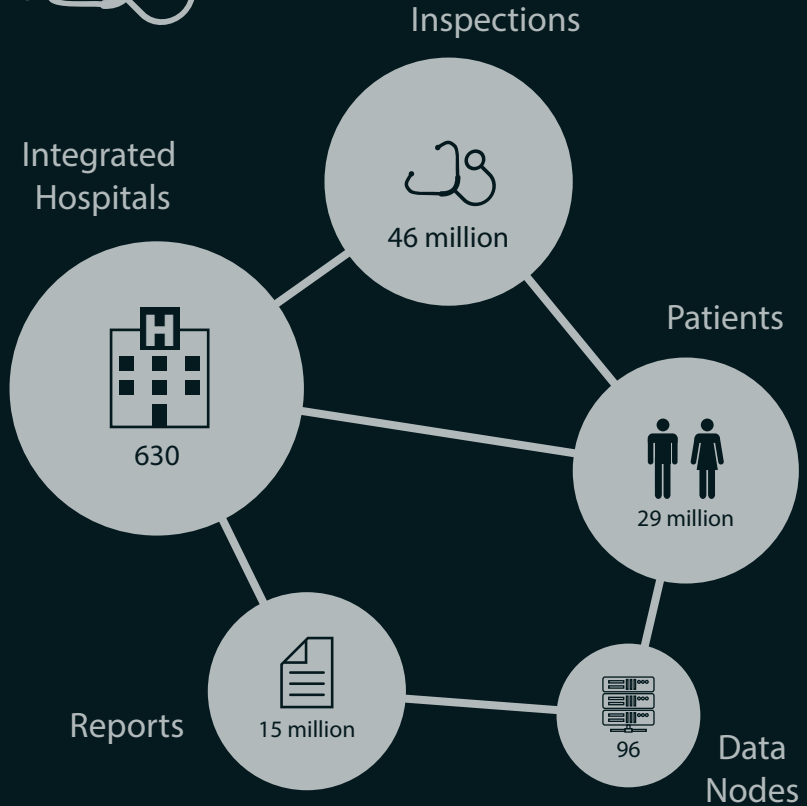 Inspections
46 million
Integrated
Hospitals
H
630
Patients
29 million
Reports
15 million
96
Data
Nodes